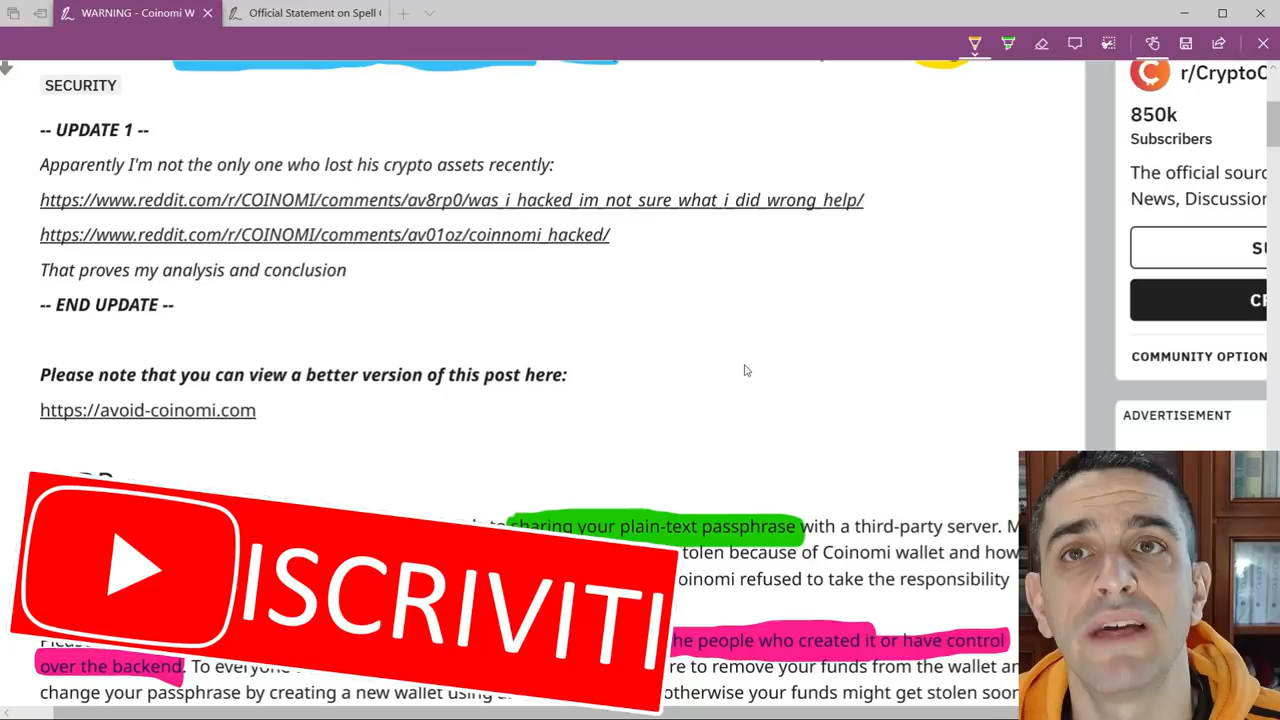 WARNING - Coinomi W
Official Statement on Spell C
SECURITY
-- UPDATE 1 --
Apparently I'm not the only one who lost his crypto assets recently:
https://www.reddit.com/r/COINOMI/comments/av8rp0/was_i_hacked_im_not_sure_what_i_did_wrong_help/
https://www.reddit.com/r/COINOMI/comments/av01oz/coinnomi_hacked/
That proves my analysis and conclusion
-- END UPDATE --
Please note that you can view a better version of this post here:
https://avoid-coinomi.com
sharing your plain-text passphrase with a third-party server. M
tolen because of Coinomi wallet and how
oinomi refused to take the responsibility
he people who created it or have control
over the backend. To everyone
re to remove your funds from the wallet an
change your passphrase by creating a new wallet using
otherwise your funds might get stolen soon
ISCRIVITI
r/CryptoC
850k
Subscribers
The official sourc
News, Discussion
SU
CR
COMMUNITY OPTION
ADVERTISEMENT